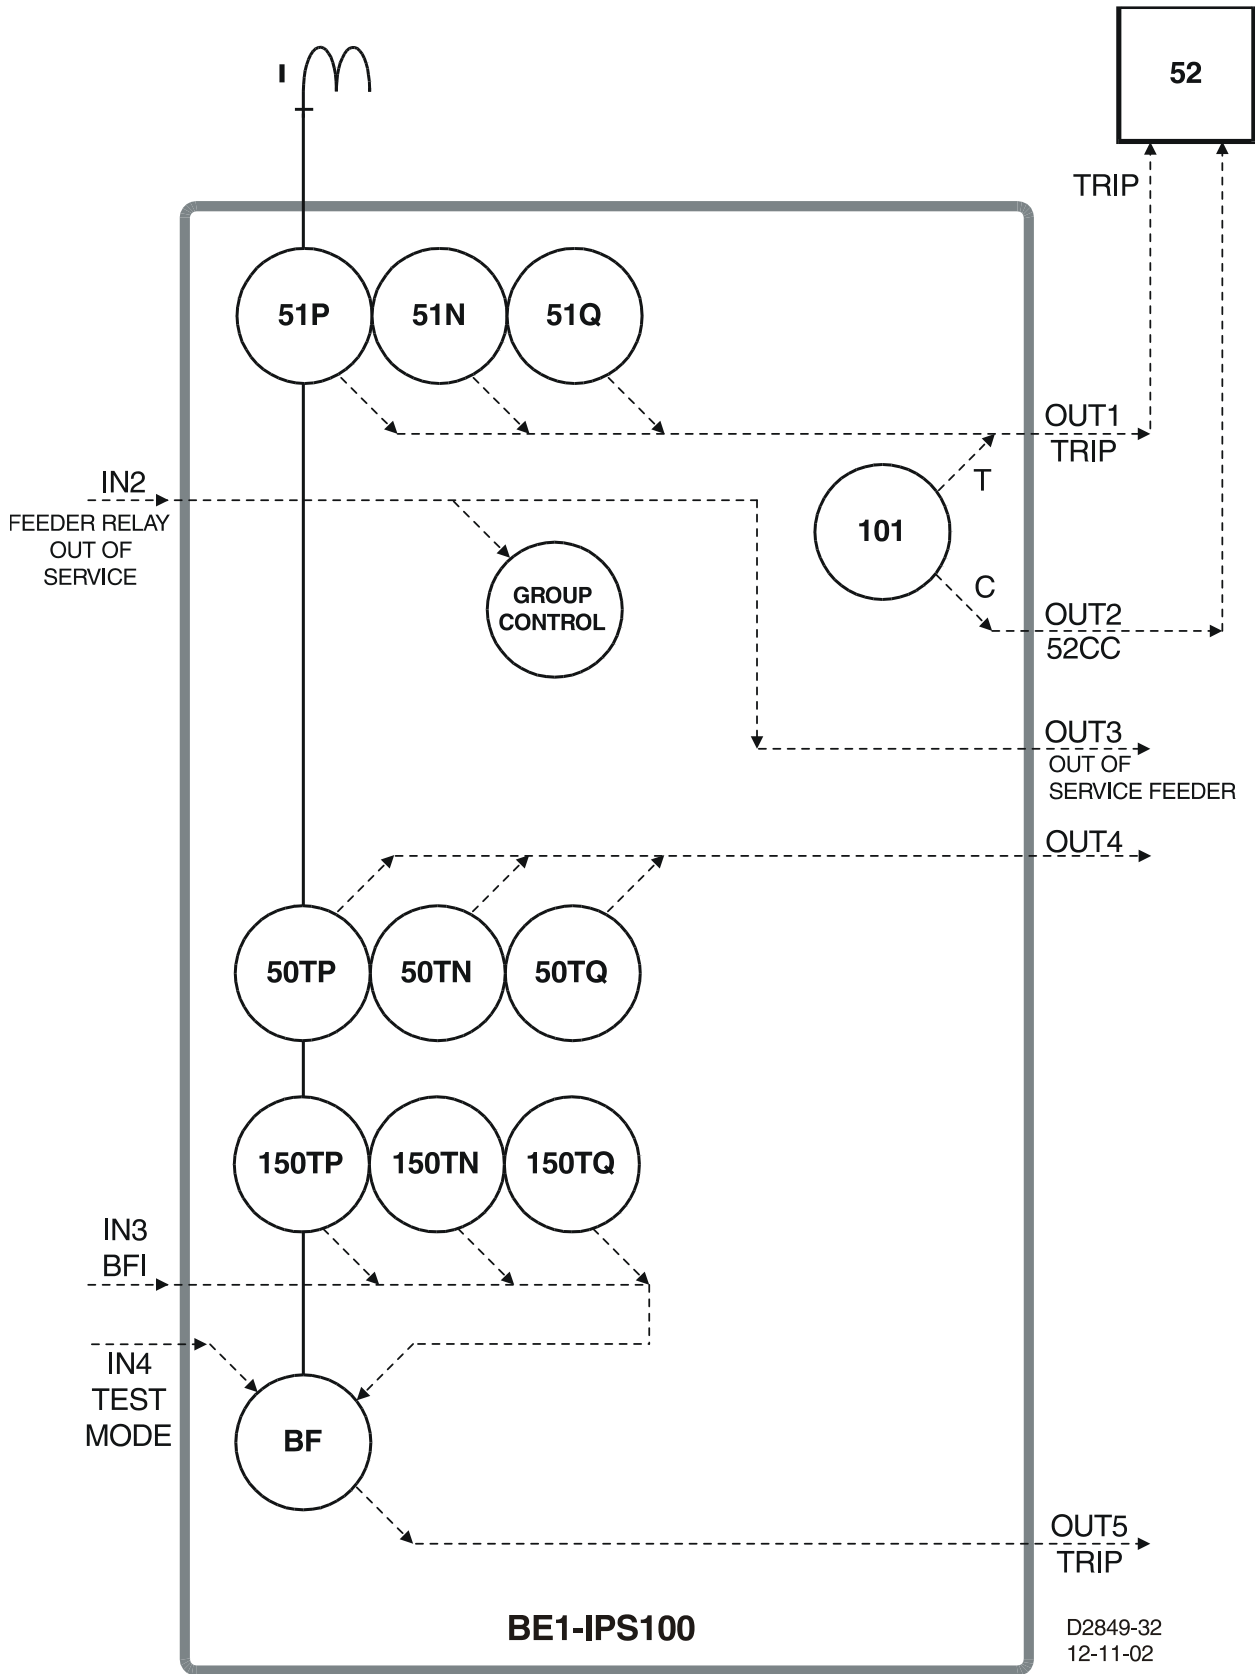 I
52
TRIP
51P
51N
51Q
OUT1
TRIP
IN2
FEEDER RELAY
OUT OF
SERVICE
T
101
C
GROUP
CONTROL
OUT2
52CC
OUT3
OUT OF
SERVICE FEEDER
OUT4
50TP
50TN
50TQ
150TP
150TN
150TQ
IN3
BFI
IN4
TEST
MODE
BF
OUT5
TRIP
BE1-IPS100
D2849-32
12-11-02